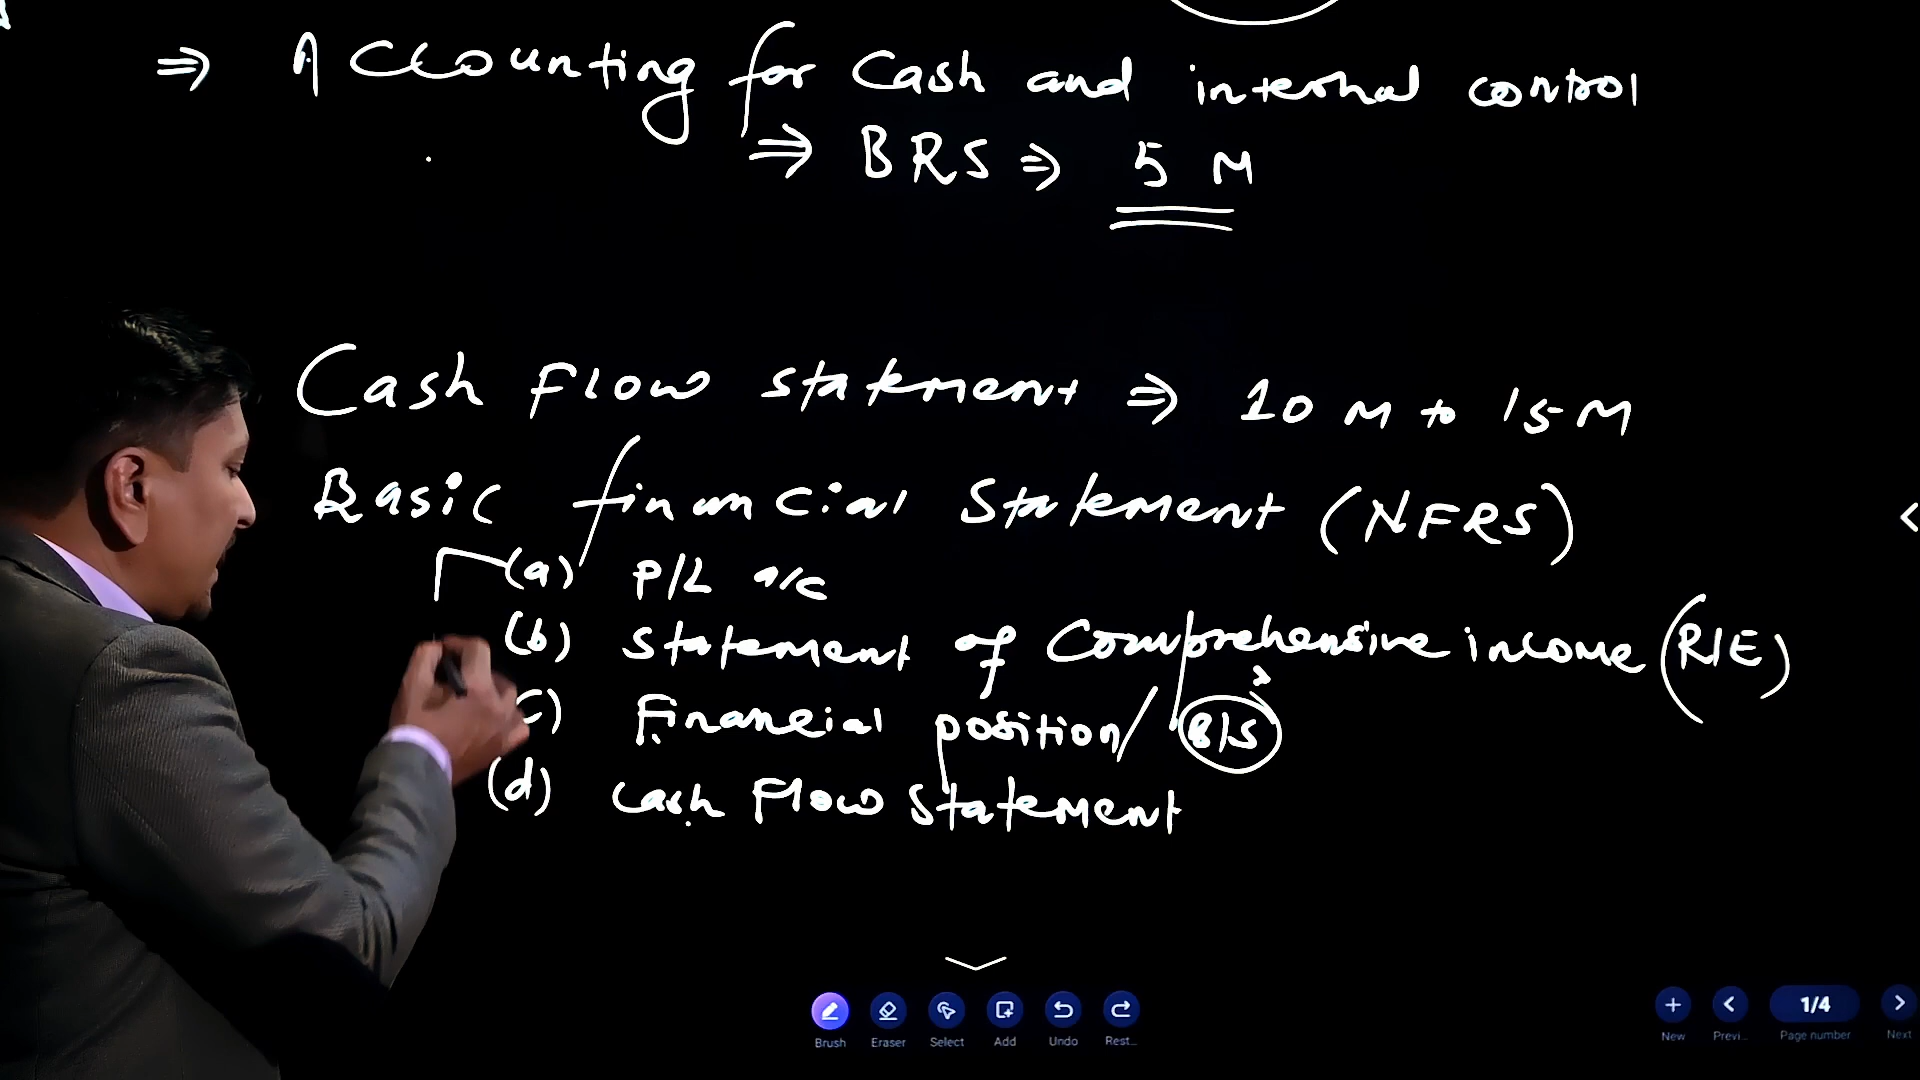 ⇒ Accounting for Cash and internal control
⇒ BRS ⇒ 5 M
Cash Flow statement ⇒ 10 M to 15 M
Basic financial Statement (NFRS)
(a) P/L a/c
(b) statement of Comprehensive income (R/E)
(c) Financial position / B/S
(d) cash Flow statement
Brush Eraser Select Add Undo Rest...
New Previ... 1/4 Page number Next